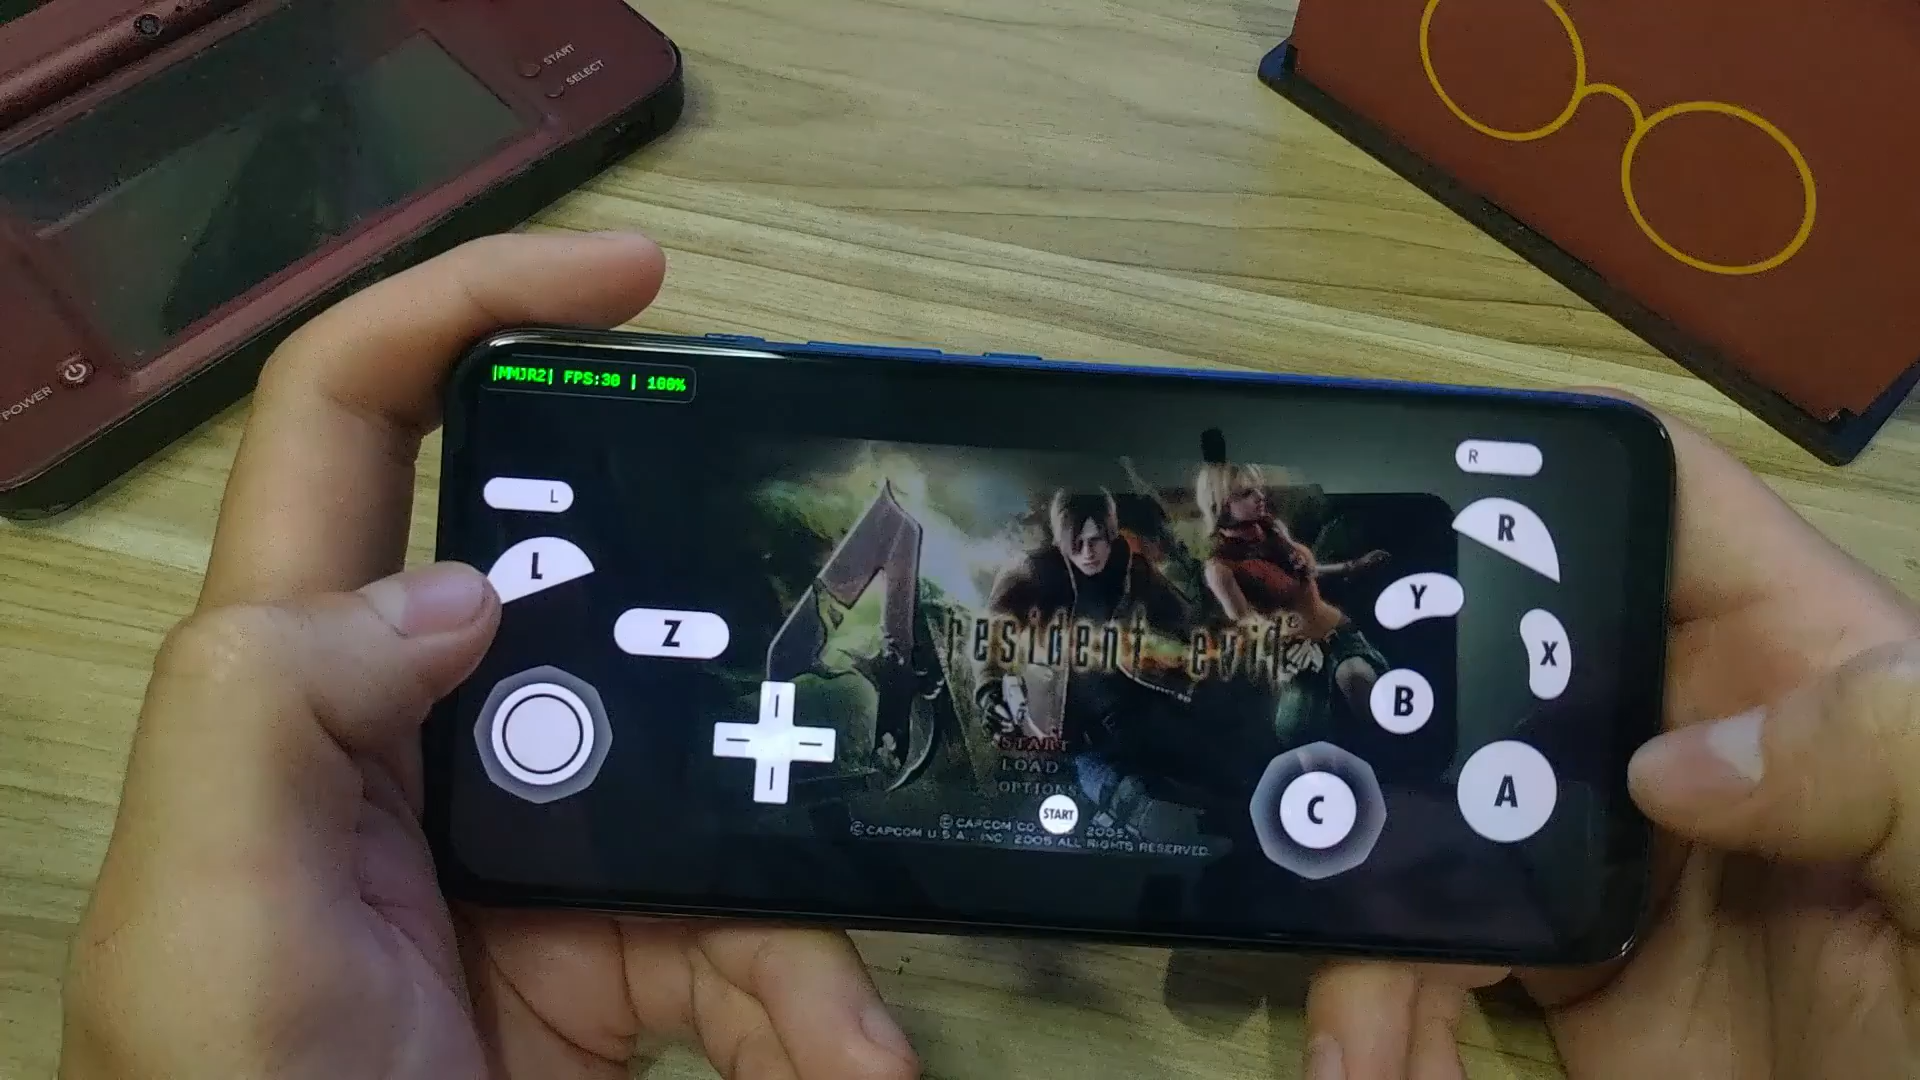 START
SELECT
POWER
|MMJR2| FPS:30 | 100%
L
R
L
R
Z
Y
X
B
A
C
4
resident evil®
START
LOAD
OPTIONS
START
©CAPCOM CO. 2005,
©CAPCOM U.S.A., INC. 2005 ALL RIGHTS RESERVED.